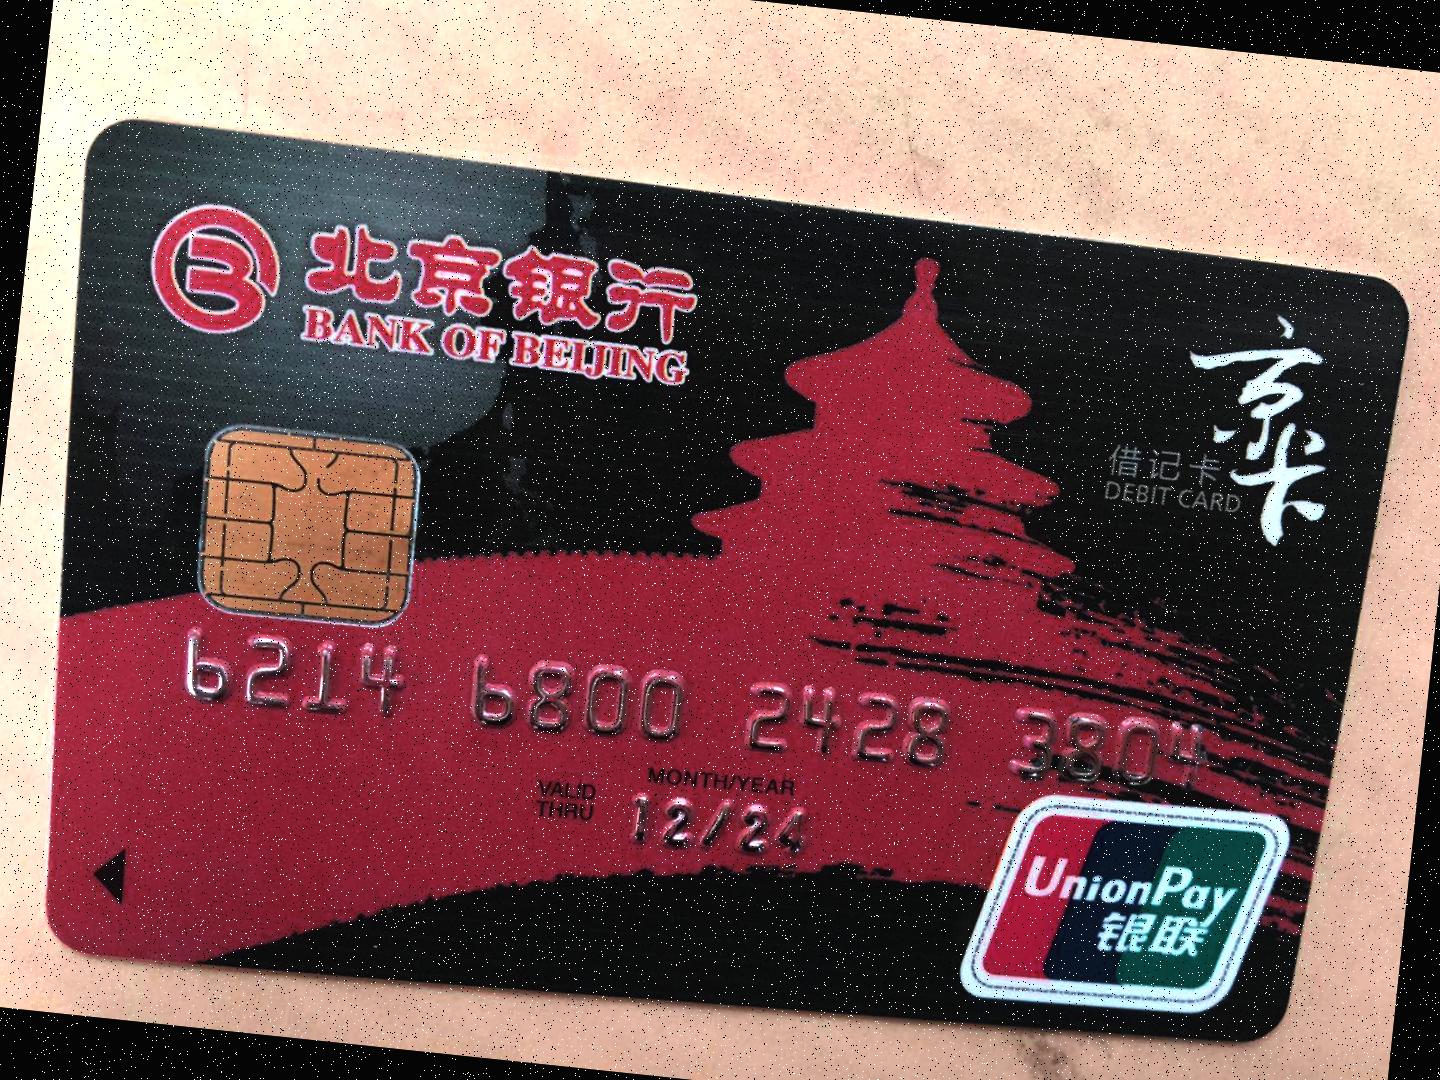 北京银行
BANK OF BEIJING
京卡
借记卡
DEBIT CARD
6214 6800 2428 3804
VALID THRU
MONTH/YEAR
12/24
UnionPay
银联